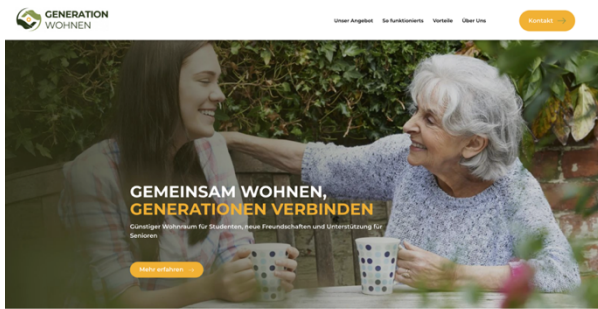 GENERATION
WOHNEN
Unser Angebot
So funktionierts
Vorteile
Über Uns
Kontakt
GEMEINSAM WOHNEN,
GENERATIONEN VERBINDEN
Günstiger Wohnraum für Studenten, neue Freundschaften und Unterstützung für
Senioren
Mehr erfahren